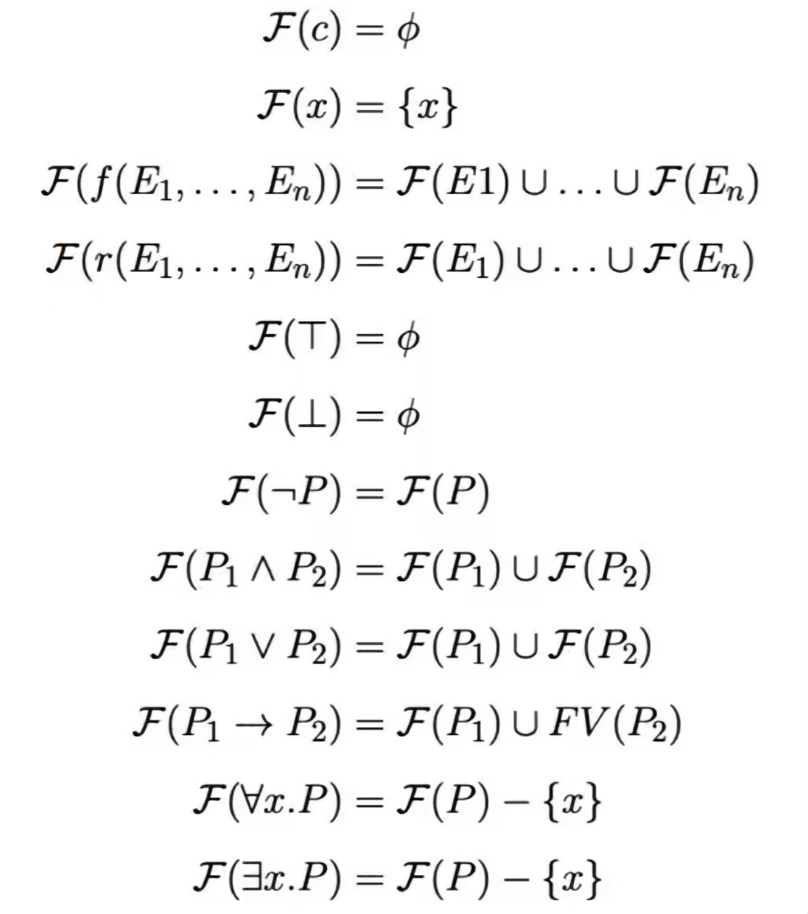 ℱ(c) = ϕ
ℱ(x) = {x}
ℱ(f(E₁, …, Eₙ)) = ℱ(E1) ∪ … ∪ ℱ(Eₙ)
ℱ(r(E₁, …, Eₙ)) = ℱ(E₁) ∪ … ∪ ℱ(Eₙ)
ℱ(⊤) = ϕ
ℱ(⊥) = ϕ
ℱ(¬P) = ℱ(P)
ℱ(P₁ ∧ P₂) = ℱ(P₁) ∪ ℱ(P₂)
ℱ(P₁ ∨ P₂) = ℱ(P₁) ∪ ℱ(P₂)
ℱ(P₁ → P₂) = ℱ(P₁) ∪ FV(P₂)
ℱ(∀x.P) = ℱ(P) − {x}
ℱ(∃x.P) = ℱ(P) − {x}